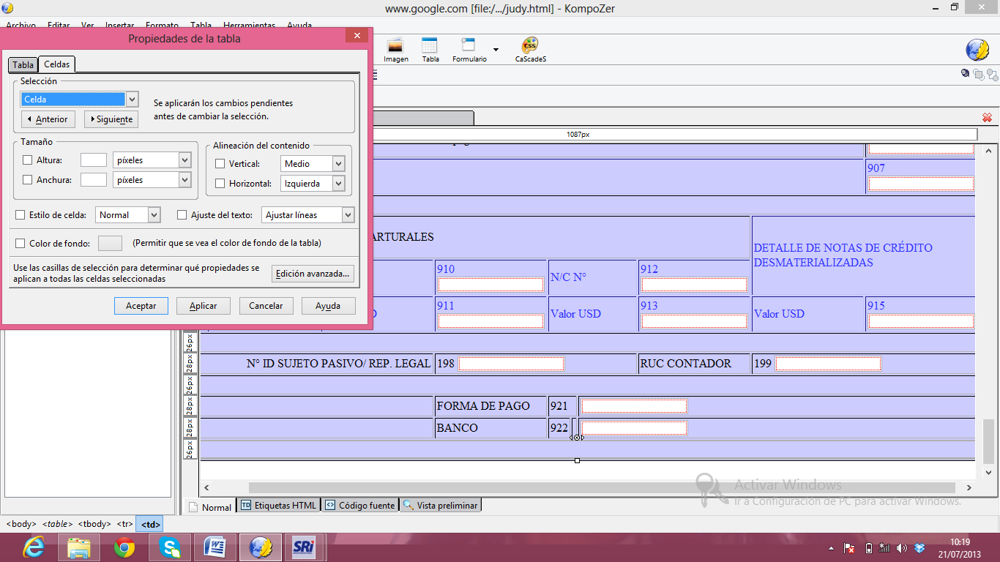 www.google.com [file:/.../judy.html] - KompoZer
Archivo Editar Ver Insertar Formato Tabla Herramientas Ayuda
Propiedades de la tabla
Imagen Tabla Formulario CaScadeS
Tabla Celdas
Selección
Celda
Se aplicarán los cambios pendientes
antes de cambiar la selección.
Anterior Siguiente
Tamaño
Altura: píxeles
Anchura: píxeles
Alineación del contenido
Vertical: Medio
Horizontal: Izquierda
Estilo de celda: Normal Ajuste del texto: Ajustar líneas
Color de fondo: (Permitir que se vea el color de fondo de la tabla)
Use las casillas de selección para determinar qué propiedades se
aplican a todas las celdas seleccionadas
Edición avanzada...
Aceptar Aplicar Cancelar Ayuda
1087px
907
ARTURALES
DETALLE DE NOTAS DE CRÉDITO
DESMATERIALIZADAS
910 N/C N° 912
911 Valor USD 913 Valor USD 915
26px
28px N° ID SUJETO PASIVO/ REP. LEGAL 198 RUC CONTADOR 199
26px
28px FORMA DE PAGO 921
28px BANCO 922
26px
Activar Windows
Ir a Configuración de PC para activar Windows.
Normal TD Etiquetas HTML Código fuente Vista preliminar
<body> <table> <tbody> <tr> <td>
SRi
10:19
21/07/2013